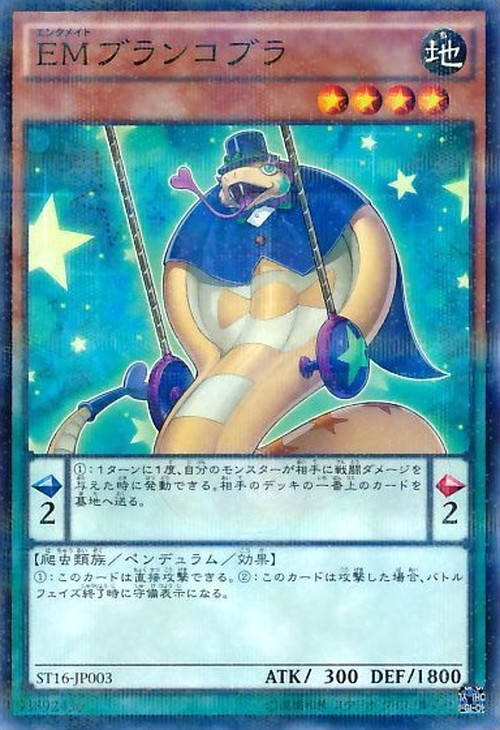 エンタメイト
EMブランコブラ
地
①：1ターンに1度、自分のモンスターが相手に戦闘ダメージを
与えた時に発動できる。相手のデッキの一番上のカードを
墓地へ送る。
2
2
【爬虫類族／ペンデュラム／効果】
①：このカードは直接攻撃できる。②：このカードは攻撃した場合、バトル
フェイズ終了時に守備表示になる。
ST16-JP003
ATK/ 300 DEF/1800